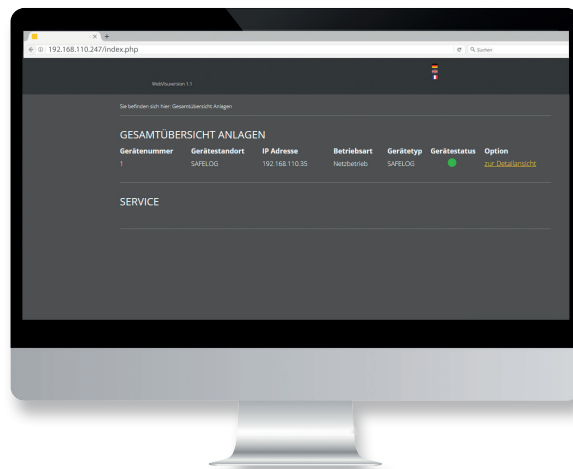 192.168.110.247/index.php
Suchen
WebVisuversion 1.1
Sie befinden sich hier: Gesamtübersicht Anlagen
GESAMTÜBERSICHT ANLAGEN
Gerätenummer Gerätestandort IP Adresse Betriebsart Gerätetyp Gerätestatus Option
1 SAFELOG 192.168.110.35 Netzbetrieb SAFELOG zur Detailansicht
SERVICE